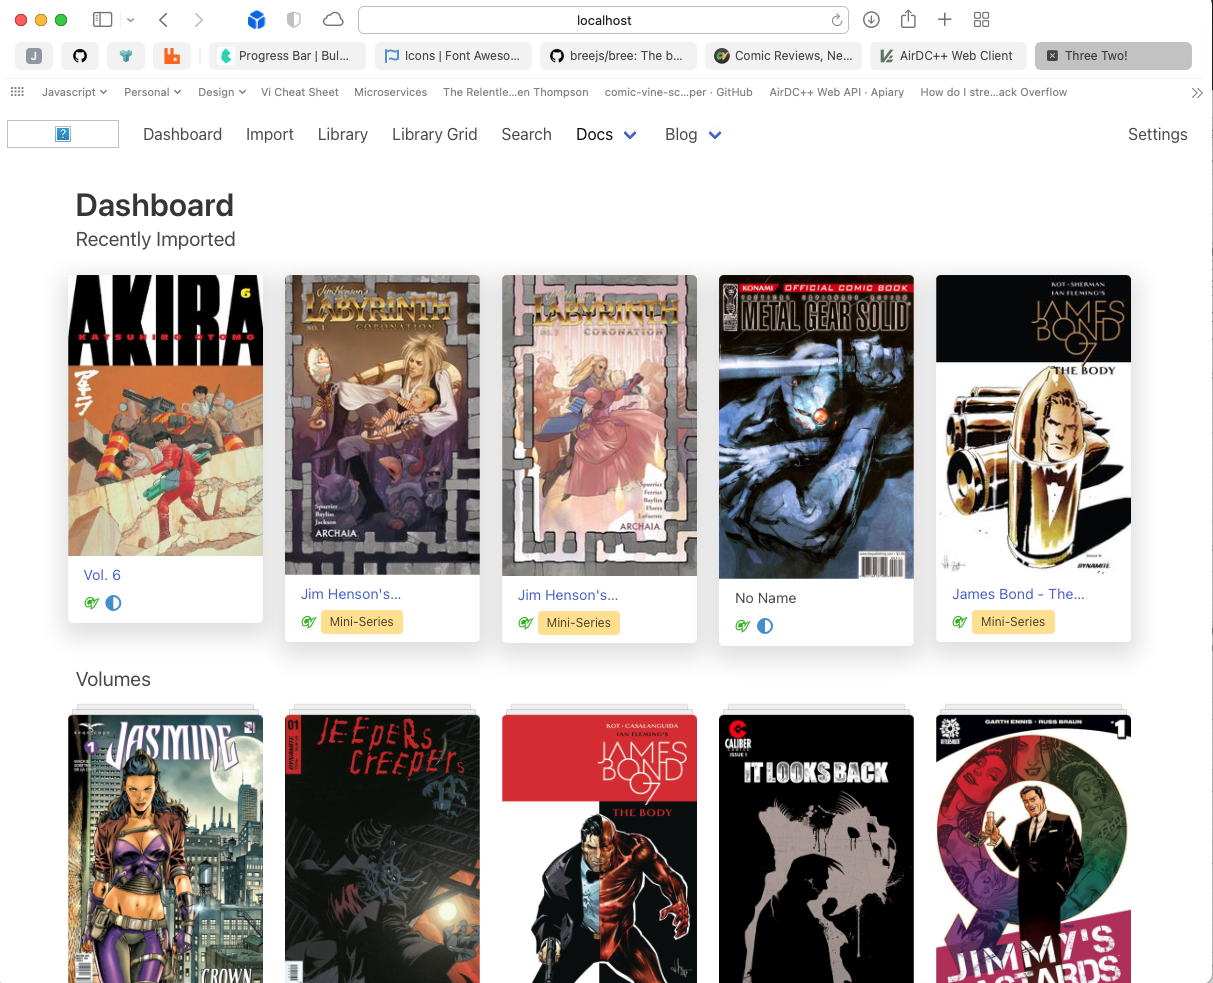 localhost
J
Progress Bar | Bul...
Icons | Font Aweso...
breejs/bree: The b...
Comic Reviews, Ne...
AirDC++ Web Client
Three Two!
Javascript
Personal
Design
Vi Cheat Sheet
Microservices
The Relentle...en Thompson
comic-vine-sc...per · GitHub
AirDC++ Web API · Apiary
How do I stre...ack Overflow
Dashboard
Import
Library
Library Grid
Search
Docs
Blog
Settings
Dashboard
Recently Imported
AKIRA
6
KATSUHIRO OTOMO
アキラ
Jim Henson's
LABYRINTH
NO. 1
CORONATION
Spurrier
Bayliss
Jackson
ARCHAIA
LABYRINTH
CORONATION
Spurrier
Ferrier
Bayliss
Flores
Lafuente
ARCHAIA
KONAMI OFFICIAL COMIC BOOK
METAL GEAR SOLID
KOT · SHERMAN
IAN FLEMING'S
JAMES
BOND
007
THE BODY
DYNAMITE
Vol. 6
Jim Henson's...
Mini-Series
Jim Henson's...
Mini-Series
No Name
James Bond - The...
Mini-Series
Volumes
JASMINE
1
CROWN
01
JEEPERS
CREEPERS
KOT · CASALANGUIDA
IAN FLEMING'S
JAMES
BOND
007
THE BODY
CALIBER
ISSUE 1
IT LOOKS BACK
GARTH ENNIS · RUSS BRAUN
#1
AFTERSHOCK
JIMMY'S
BASTARDS